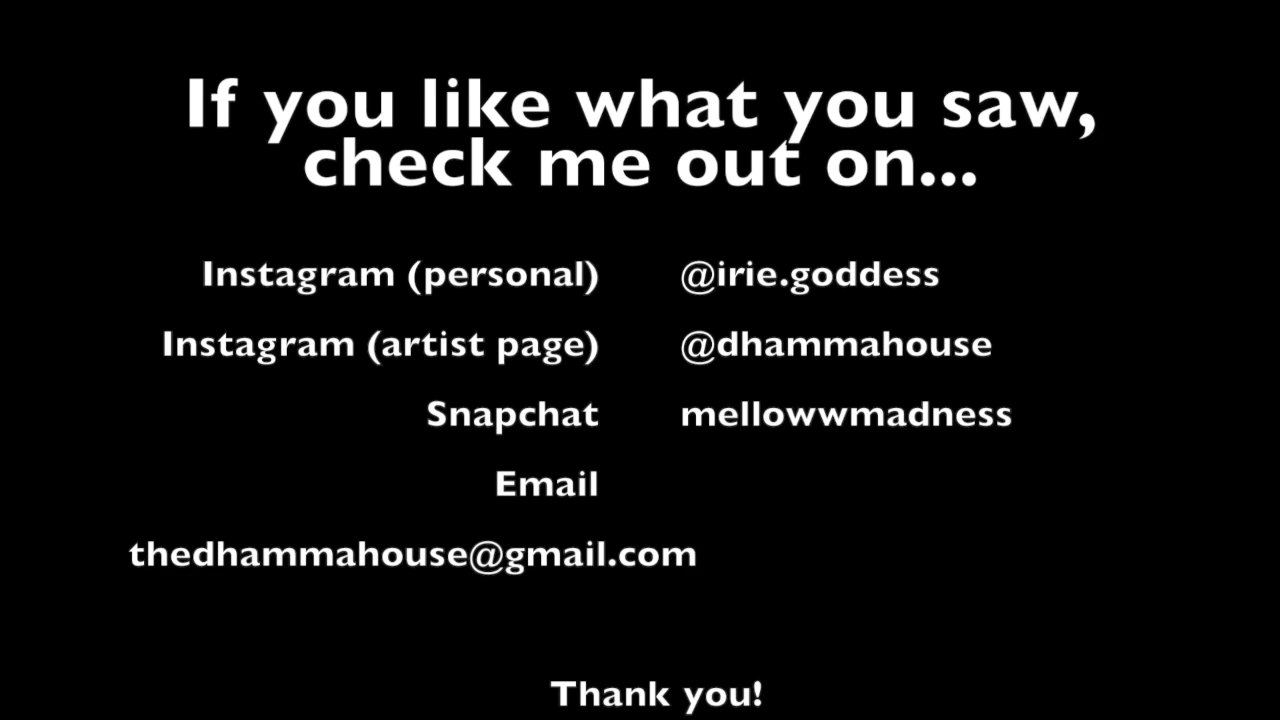 If you like what you saw,
check me out on...
Instagram (personal) @irie.goddess
Instagram (artist page) @dhammahouse
Snapchat mellowwmadness
Email
thedhammahouse@gmail.com
Thank you!